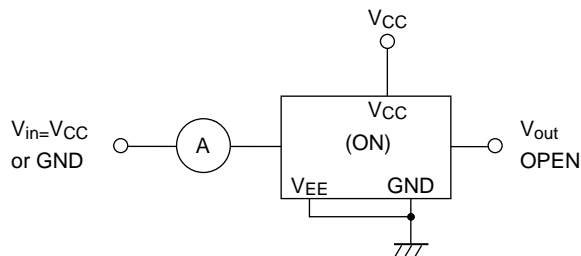 VCC
VCC
Vin=VCC
or GND
A
(ON)
Vout
OPEN
VEE GND